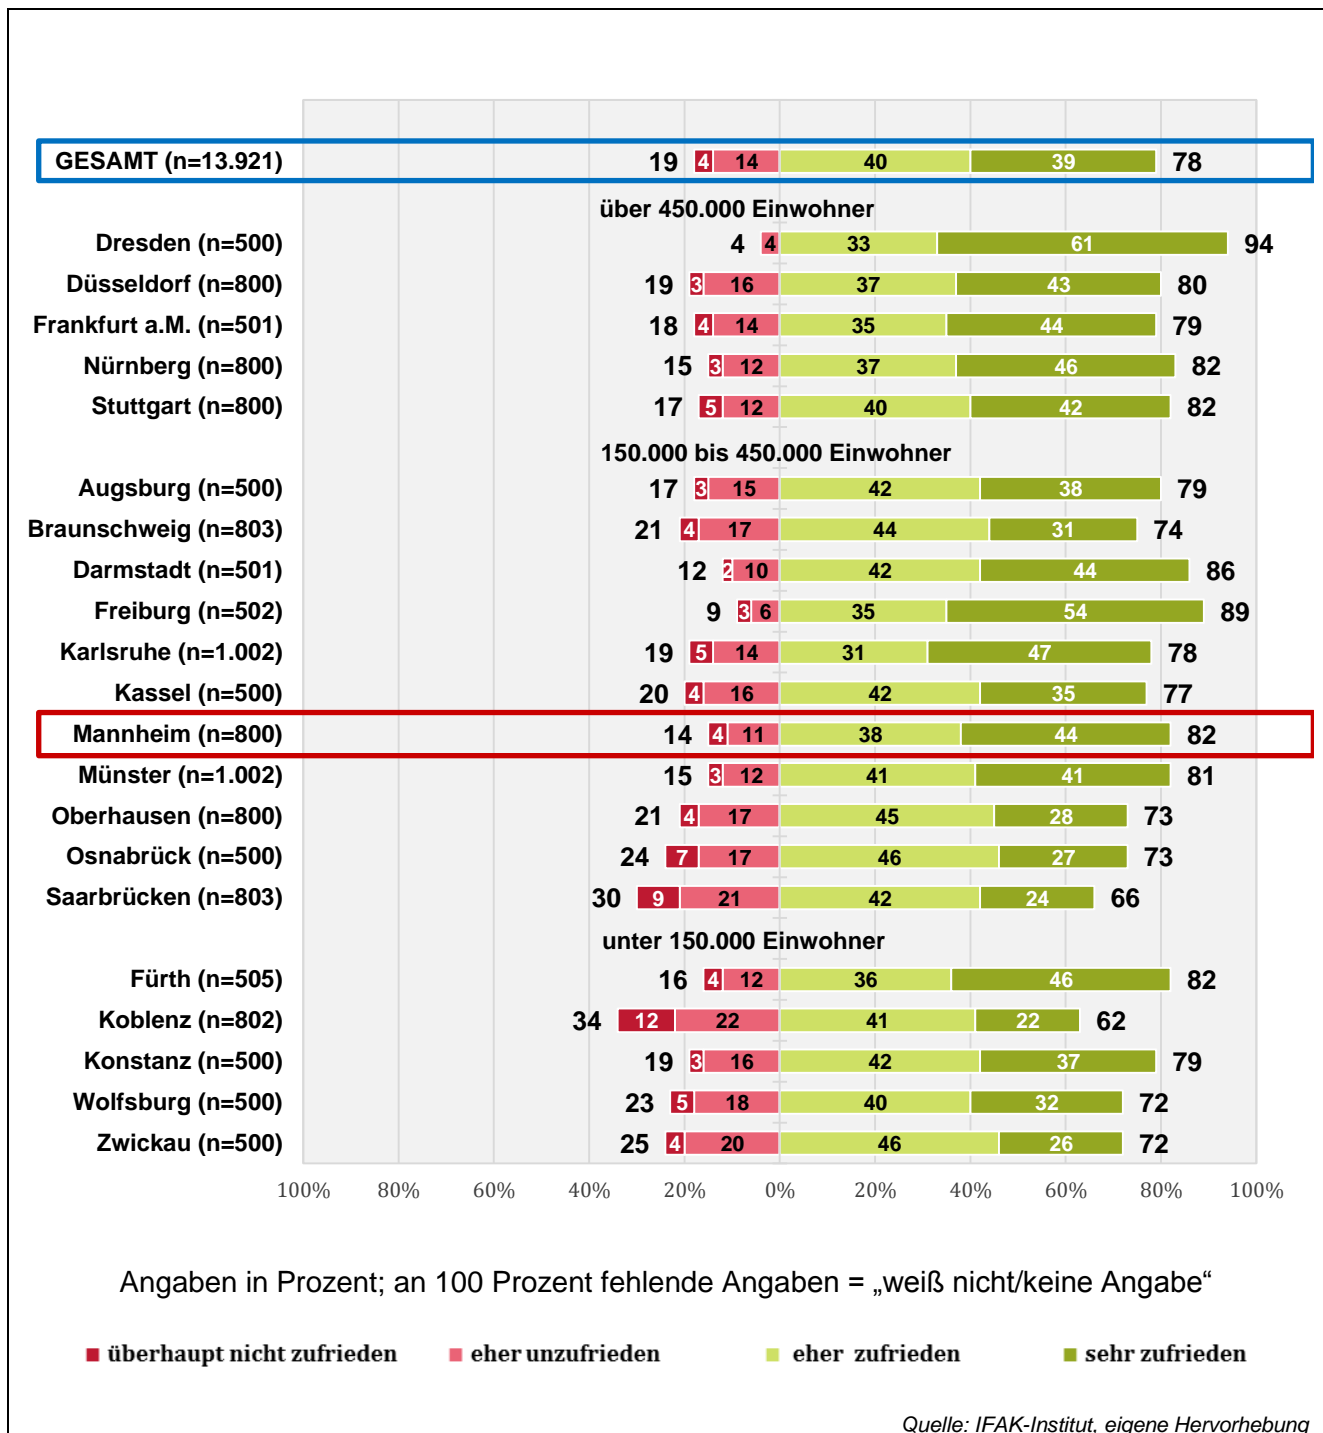 GESAMT (n=13.921) 19 4 14 40 39 78
über 450.000 Einwohner
Dresden (n=500) 4 4 33 61 94
Düsseldorf (n=800) 19 3 16 37 43 80
Frankfurt a.M. (n=501) 18 4 14 35 44 79
Nürnberg (n=800) 15 3 12 37 46 82
Stuttgart (n=800) 17 5 12 40 42 82
150.000 bis 450.000 Einwohner
Augsburg (n=500) 17 3 15 42 38 79
Braunschweig (n=803) 21 4 17 44 31 74
Darmstadt (n=501) 12 2 10 42 44 86
Freiburg (n=502) 9 3 6 35 54 89
Karlsruhe (n=1.002) 19 5 14 31 47 78
Kassel (n=500) 20 4 16 42 35 77
Mannheim (n=800) 14 4 11 38 44 82
Münster (n=1.002) 15 3 12 41 41 81
Oberhausen (n=800) 21 4 17 45 28 73
Osnabrück (n=500) 24 7 17 46 27 73
Saarbrücken (n=803) 30 9 21 42 24 66
unter 150.000 Einwohner
Fürth (n=505) 16 4 12 36 46 82
Koblenz (n=802) 34 12 22 41 22 62
Konstanz (n=500) 19 3 16 42 37 79
Wolfsburg (n=500) 23 5 18 40 32 72
Zwickau (n=500) 25 4 20 46 26 72
100% 80% 60% 40% 20% 0% 20% 40% 60% 80% 100%
Angaben in Prozent; an 100 Prozent fehlende Angaben = „weiß nicht/keine Angabe“
überhaupt nicht zufrieden eher unzufrieden eher zufrieden sehr zufrieden
Quelle: IFAK-Institut, eigene Hervorhebung